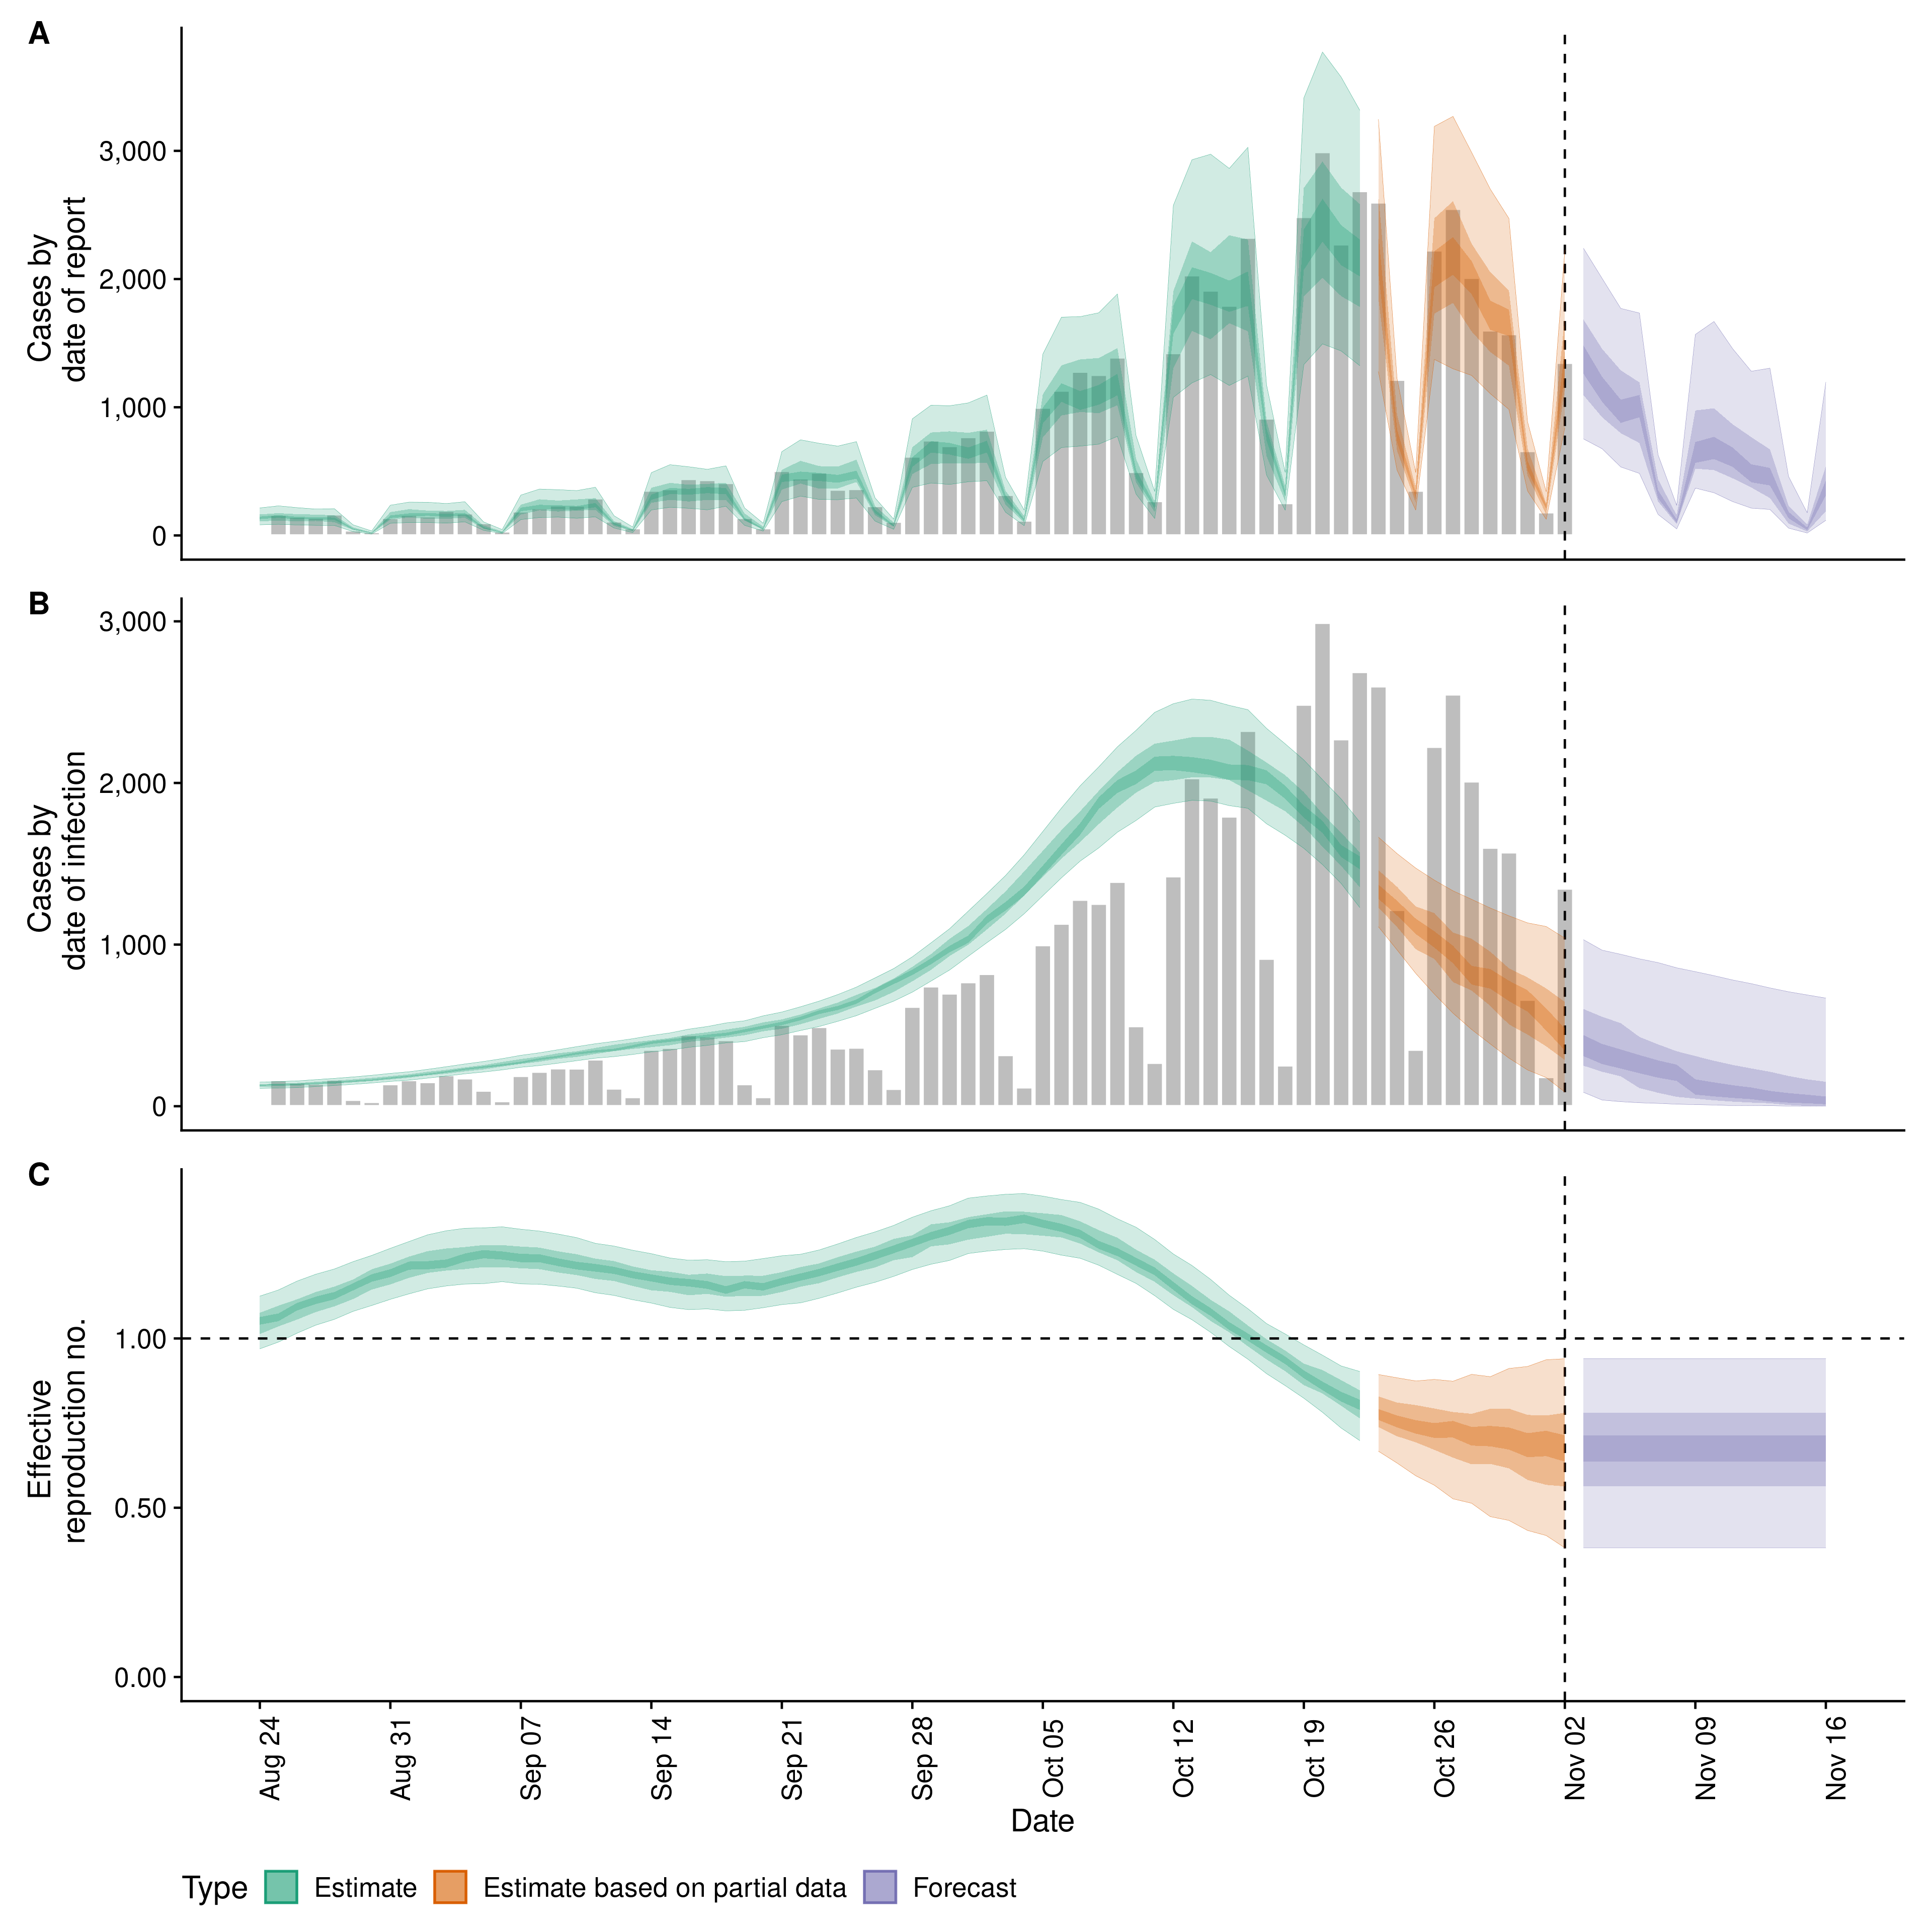 A
Cases by
date of report
3,000
2,000
1,000
0
B
Cases by
date of infection
3,000
2,000
1,000
0
C
Effective
reproduction no.
1.00
0.50
0.00
Aug 24
Aug 31
Sep 07
Sep 14
Sep 21
Sep 28
Oct 05
Oct 12
Oct 19
Oct 26
Nov 02
Nov 09
Nov 16
Date
Type Estimate Estimate based on partial data Forecast